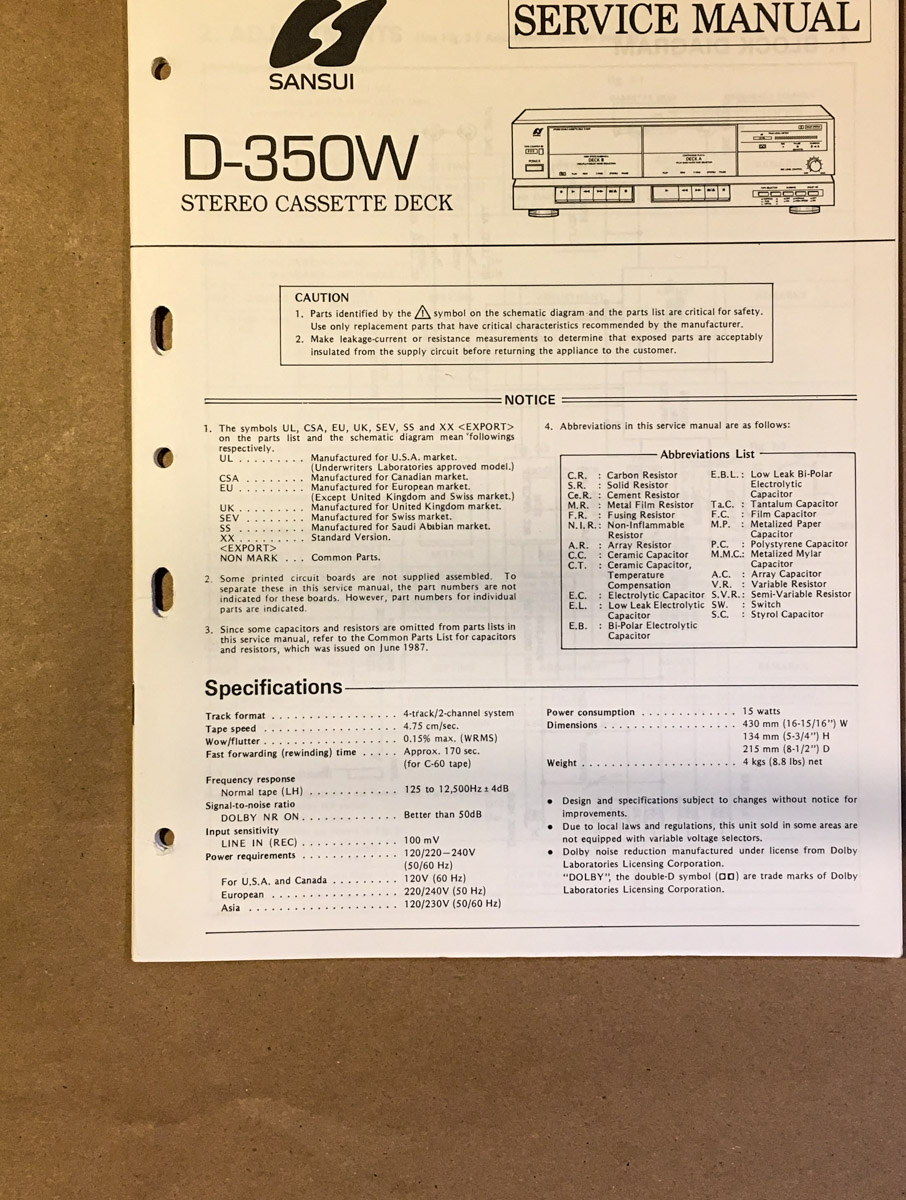 SERVICE MANUAL
SANSUI
D-350W
STEREO CASSETTE DECK
DECK B
DECK A
CAUTION
1. Parts identified by the ⚠ symbol on the schematic diagram and the parts list are critical for safety.
Use only replacement parts that have critical characteristics recommended by the manufacturer.
2. Make leakage-current or resistance measurements to determine that exposed parts are acceptably
insulated from the supply circuit before returning the appliance to the customer.
NOTICE
1. The symbols UL, CSA, EU, UK, SEV, SS and XX <EXPORT>
on the parts list and the schematic diagram mean followings
respectively.
UL ......... Manufactured for U.S.A. market.
(Underwriters Laboratories approved model.)
CSA ........ Manufactured for Canadian market.
EU ......... Manufactured for European market.
(Except United Kingdom and Swiss market.)
UK ......... Manufactured for United Kingdom market.
SEV ........ Manufactured for Swiss market.
SS ......... Manufactured for Saudi Abbian market.
XX ......... Standard Version.
<EXPORT>
NON MARK ... Common Parts.
2. Some printed circuit boards are not supplied assembled. To
separate these in this service manual, the part numbers are not
indicated for these boards. However, part numbers for individual
parts are indicated.
3. Since some capacitors and resistors are omitted from parts lists in
this service manual, refer to the Common Parts List for capacitors
and resistors, which was issued on June 1987.
4. Abbreviations in this service manual are as follows:
Abbreviations List
C.R. : Carbon Resistor
S.R. : Solid Resistor
Ce.R. : Cement Resistor
M.R. : Metal Film Resistor
F.R. : Fusing Resistor
N.I.R.: Non-Inflammable
Resistor
A.R. : Array Resistor
C.C. : Ceramic Capacitor
C.T. : Ceramic Capacitor,
Temperature
Compensation
E.C. : Electrolytic Capacitor
E.L. : Low Leak Electrolytic
Capacitor
E.B. : Bi-Polar Electrolytic
Capacitor
E.B.L.: Low Leak Bi-Polar
Electrolytic
Capacitor
Ta.C. : Tantalum Capacitor
F.C. : Film Capacitor
M.P. : Metalized Paper
Capacitor
P.C. : Polystyrene Capacitor
M.M.C.: Metalized Mylar
Capacitor
A.C. : Array Capacitor
V.R. : Variable Resistor
S.V.R.: Semi-Variable Resistor
SW. : Switch
S.C. : Styrol Capacitor
Specifications
Track format ................ 4-track/2-channel system
Tape speed ................. 4.75 cm/sec.
Wow/flutter ................. 0.15% max. (WRMS)
Fast forwarding (rewinding) time ..... Approx. 170 sec.
(for C-60 tape)
Frequency response
Normal tape (LH) ........... 125 to 12,500Hz ± 4dB
Signal-to-noise ratio
DOLBY NR ON ............ Better than 50dB
Input sensitivity
LINE IN (REC) ............. 100 mV
Power requirements ............. 120/220—240V
(50/60 Hz)
For U.S.A. and Canada ........ 120V (60 Hz)
European ................ 220/240V (50 Hz)
Asia ................... 120/230V (50/60 Hz)
Power consumption ............ 15 watts
Dimensions ................. 430 mm (16-15/16") W
134 mm (5-3/4") H
215 mm (8-1/2") D
Weight .................... 4 kgs (8.8 lbs) net
● Design and specifications subject to changes without notice for
improvements.
● Due to local laws and regulations, this unit sold in some areas are
not equipped with variable voltage selectors.
● Dolby noise reduction manufactured under license from Dolby
Laboratories Licensing Corporation.
"DOLBY", the double-D symbol (DD) are trade marks of Dolby
Laboratories Licensing Corporation.